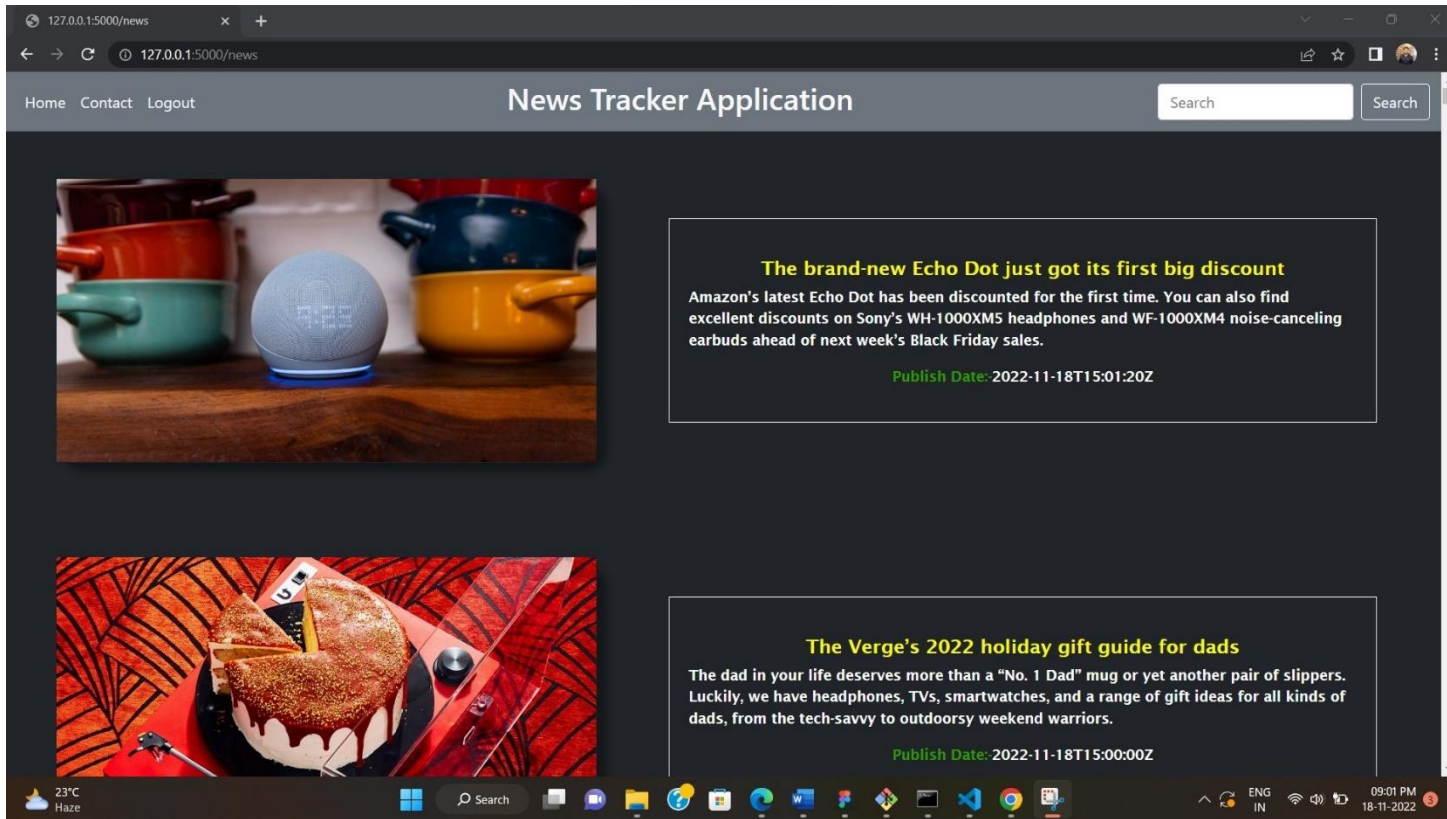 127.0.0.1:5000/news
127.0.0.1:5000/news
Home Contact Logout
News Tracker Application
Search
Search
The brand-new Echo Dot just got its first big discount
Amazon’s latest Echo Dot has been discounted for the first time. You can also find
excellent discounts on Sony’s WH-1000XM5 headphones and WF-1000XM4 noise-canceling
earbuds ahead of next week’s Black Friday sales.
Publish Date:-2022-11-18T15:01:20Z
The Verge’s 2022 holiday gift guide for dads
The dad in your life deserves more than a “No. 1 Dad” mug or yet another pair of slippers.
Luckily, we have headphones, TVs, smartwatches, and a range of gift ideas for all kinds of
dads, from the tech-savvy to outdoorsy weekend warriors.
Publish Date:-2022-11-18T15:00:00Z
23°C
Haze
Search
ENG
IN
09:01 PM
18-11-2022
3